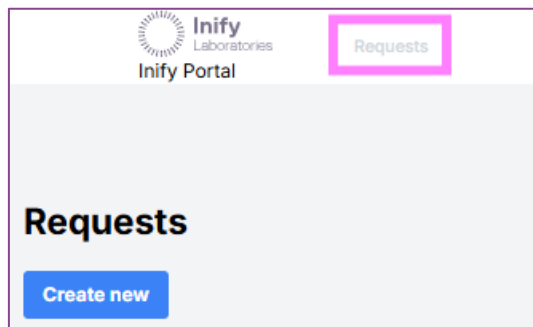 Inify
Laboratories
Inify Portal
Requests
Requests
Create new